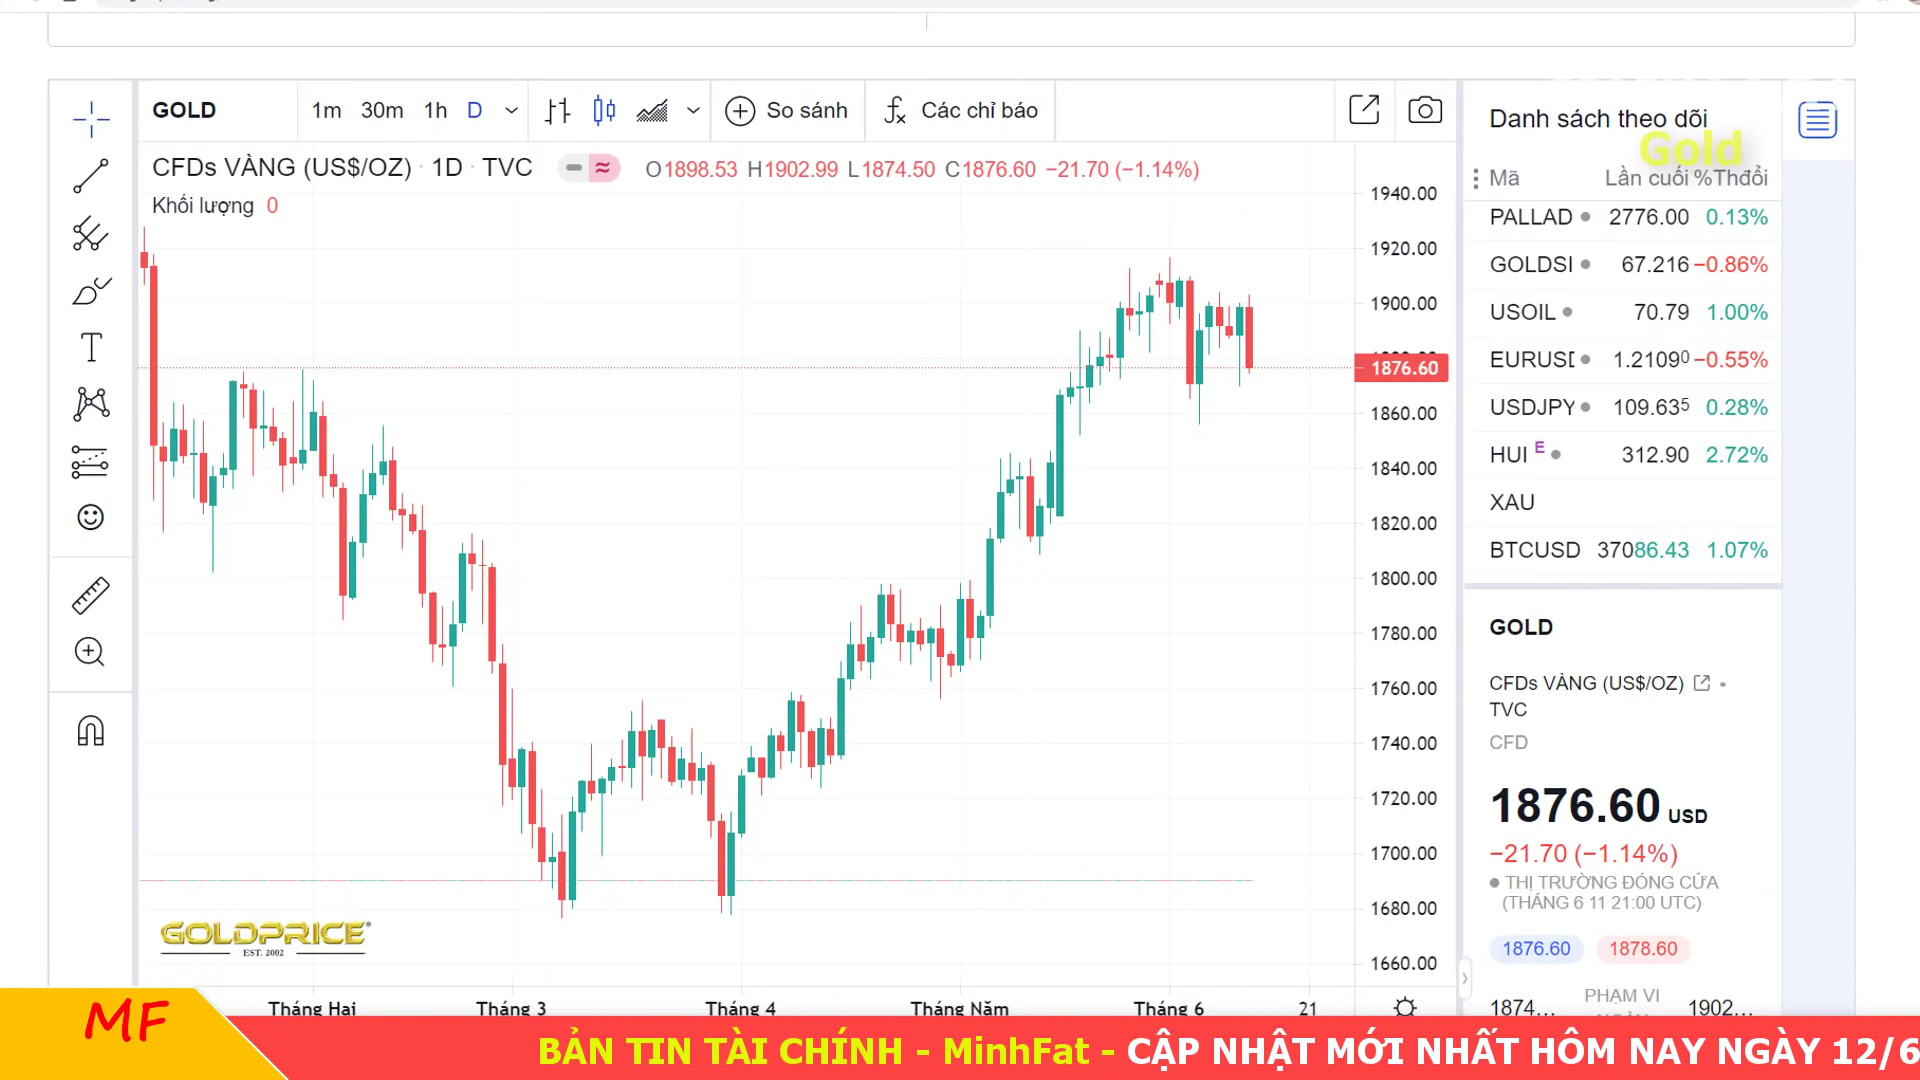 GOLD 1m 30m 1h D So sánh Các chỉ báo
CFDs VÀNG (US$/OZ) · 1D · TVC O1898.53 H1902.99 L1874.50 C1876.60 −21.70 (−1.14%)
Khối lượng 0
1940.00
1920.00
1900.00
1876.60
1860.00
1840.00
1820.00
1800.00
1780.00
1760.00
1740.00
1720.00
1700.00
1680.00
1660.00
GOLDPRICE®
EST. 2002
Tháng Hai Tháng 3 Tháng 4 Tháng Năm Tháng 6 21
Danh sách theo dõi
Gold
Mã Lần cuối %Thđổi
PALLAD 2776.00 0.13%
GOLDSI 67.216 −0.86%
USOIL 70.79 1.00%
EURUSD 1.21090 −0.55%
USDJPY 109.635 0.28%
HUI E 312.90 2.72%
XAU
BTCUSD 37086.43 1.07%
GOLD
CFDs VÀNG (US$/OZ)
TVC
CFD
1876.60 USD
−21.70 (−1.14%)
THỊ TRƯỜNG ĐÓNG CỬA
(THÁNG 6 11 21:00 UTC)
1876.60 1878.60
1874... PHẠM VI 1902...
MF
BẢN TIN TÀI CHÍNH - MinhFat - CẬP NHẬT MỚI NHẤT HÔM NAY NGÀY 12/6